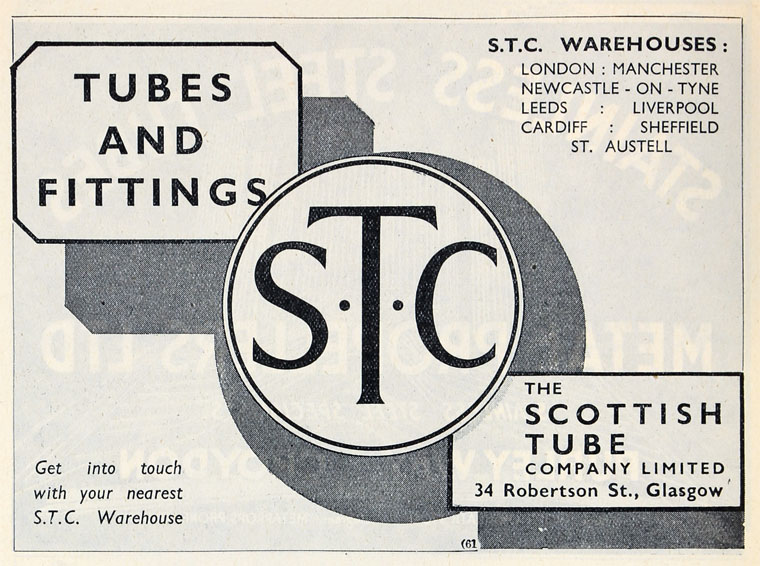 TUBES
AND
FITTINGS
S.T.C. WAREHOUSES:
LONDON : MANCHESTER
NEWCASTLE - ON - TYNE
LEEDS : LIVERPOOL
CARDIFF : SHEFFIELD
ST. AUSTELL
S·T·C
THE
SCOTTISH
TUBE
COMPANY LIMITED
34 Robertson St., Glasgow
Get into touch
with your nearest
S.T.C. Warehouse
(61